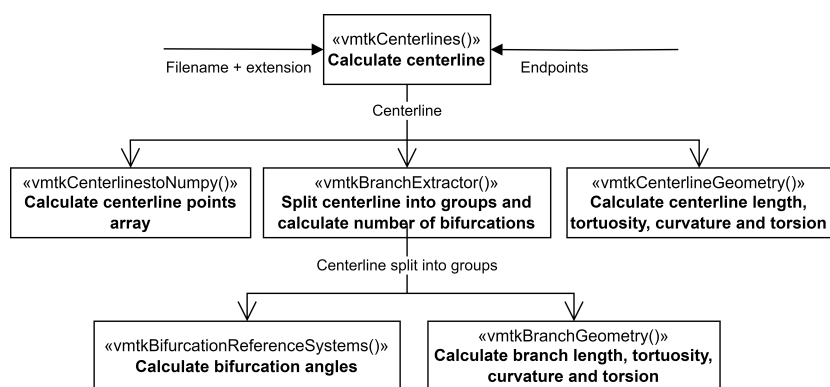 «vmtkCenterlines()»
Calculate centerline
Filename + extension
Endpoints
Centerline
«vmtkCenterlinestoNumpy()»
Calculate centerline points
array
«vmtkBranchExtractor()»
Split centerline into groups and
calculate number of bifurcations
«vmtkCenterlineGeometry()»
Calculate centerline length,
tortuosity, curvature and torsion
Centerline split into groups
«vmtkBifurcationReferenceSystems()»
Calculate bifurcation angles
«vmtkBranchGeometry()»
Calculate branch length, tortuosity,
curvature and torsion